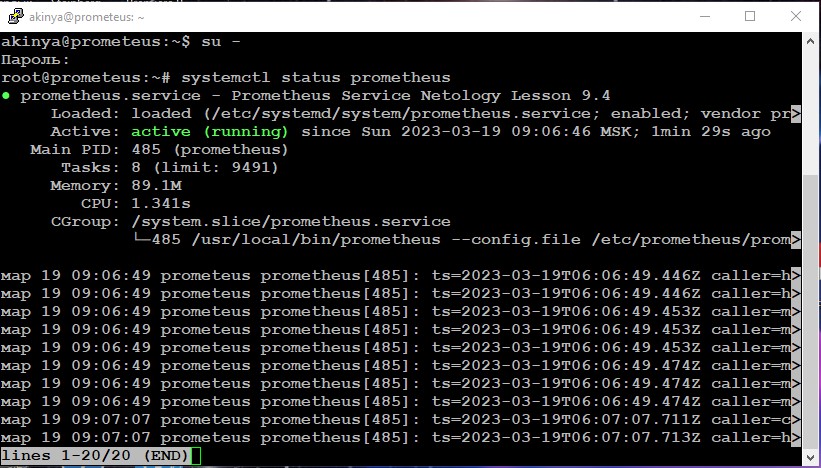 akinya@prometeus: ~
akinya@prometeus:~$ su -
Пароль:
root@prometeus:~# systemctl status prometheus
● prometheus.service - Prometheus Service Netology Lesson 9.4
Loaded: loaded (/etc/systemd/system/prometheus.service; enabled; vendor pr>
Active: active (running) since Sun 2023-03-19 09:06:46 MSK; 1min 29s ago
Main PID: 485 (prometheus)
Tasks: 8 (limit: 9491)
Memory: 89.1M
CPU: 1.341s
CGroup: /system.slice/prometheus.service
└─485 /usr/local/bin/prometheus --config.file /etc/prometheus/prom>
мар 19 09:06:49 prometeus prometheus[485]: ts=2023-03-19T06:06:49.446Z caller=h>
мар 19 09:06:49 prometeus prometheus[485]: ts=2023-03-19T06:06:49.446Z caller=h>
мар 19 09:06:49 prometeus prometheus[485]: ts=2023-03-19T06:06:49.453Z caller=m>
мар 19 09:06:49 prometeus prometheus[485]: ts=2023-03-19T06:06:49.453Z caller=m>
мар 19 09:06:49 prometeus prometheus[485]: ts=2023-03-19T06:06:49.453Z caller=m>
мар 19 09:06:49 prometeus prometheus[485]: ts=2023-03-19T06:06:49.474Z caller=m>
мар 19 09:06:49 prometeus prometheus[485]: ts=2023-03-19T06:06:49.474Z caller=m>
мар 19 09:06:49 prometeus prometheus[485]: ts=2023-03-19T06:06:49.474Z caller=m>
мар 19 09:07:07 prometeus prometheus[485]: ts=2023-03-19T06:07:07.711Z caller=c>
мар 19 09:07:07 prometeus prometheus[485]: ts=2023-03-19T06:07:07.713Z caller=h>
lines 1-20/20 (END)